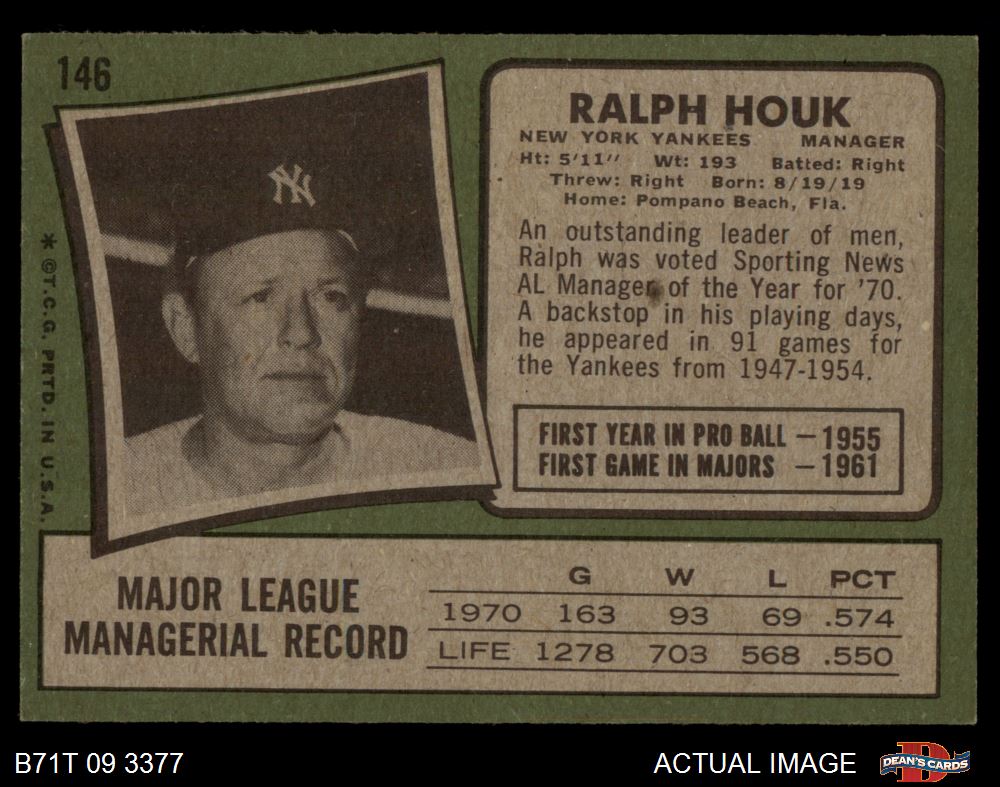 146
NY
* ©T.C.G. PRTD. IN U.S.A.
RALPH HOUK
NEW YORK YANKEES MANAGER
Ht: 5'11" Wt: 193 Batted: Right
Threw: Right Born: 8/19/19
Home: Pompano Beach, Fla.
An outstanding leader of men,
Ralph was voted Sporting News
AL Manager of the Year for '70.
A backstop in his playing days,
he appeared in 91 games for
the Yankees from 1947-1954.
FIRST YEAR IN PRO BALL — 1955
FIRST GAME IN MAJORS — 1961
MAJOR LEAGUE
MANAGERIAL RECORD
G W L PCT
1970 163 93 69 .574
LIFE 1278 703 568 .550
B71T 09 3377
ACTUAL IMAGE
D
DEAN'S CARDS